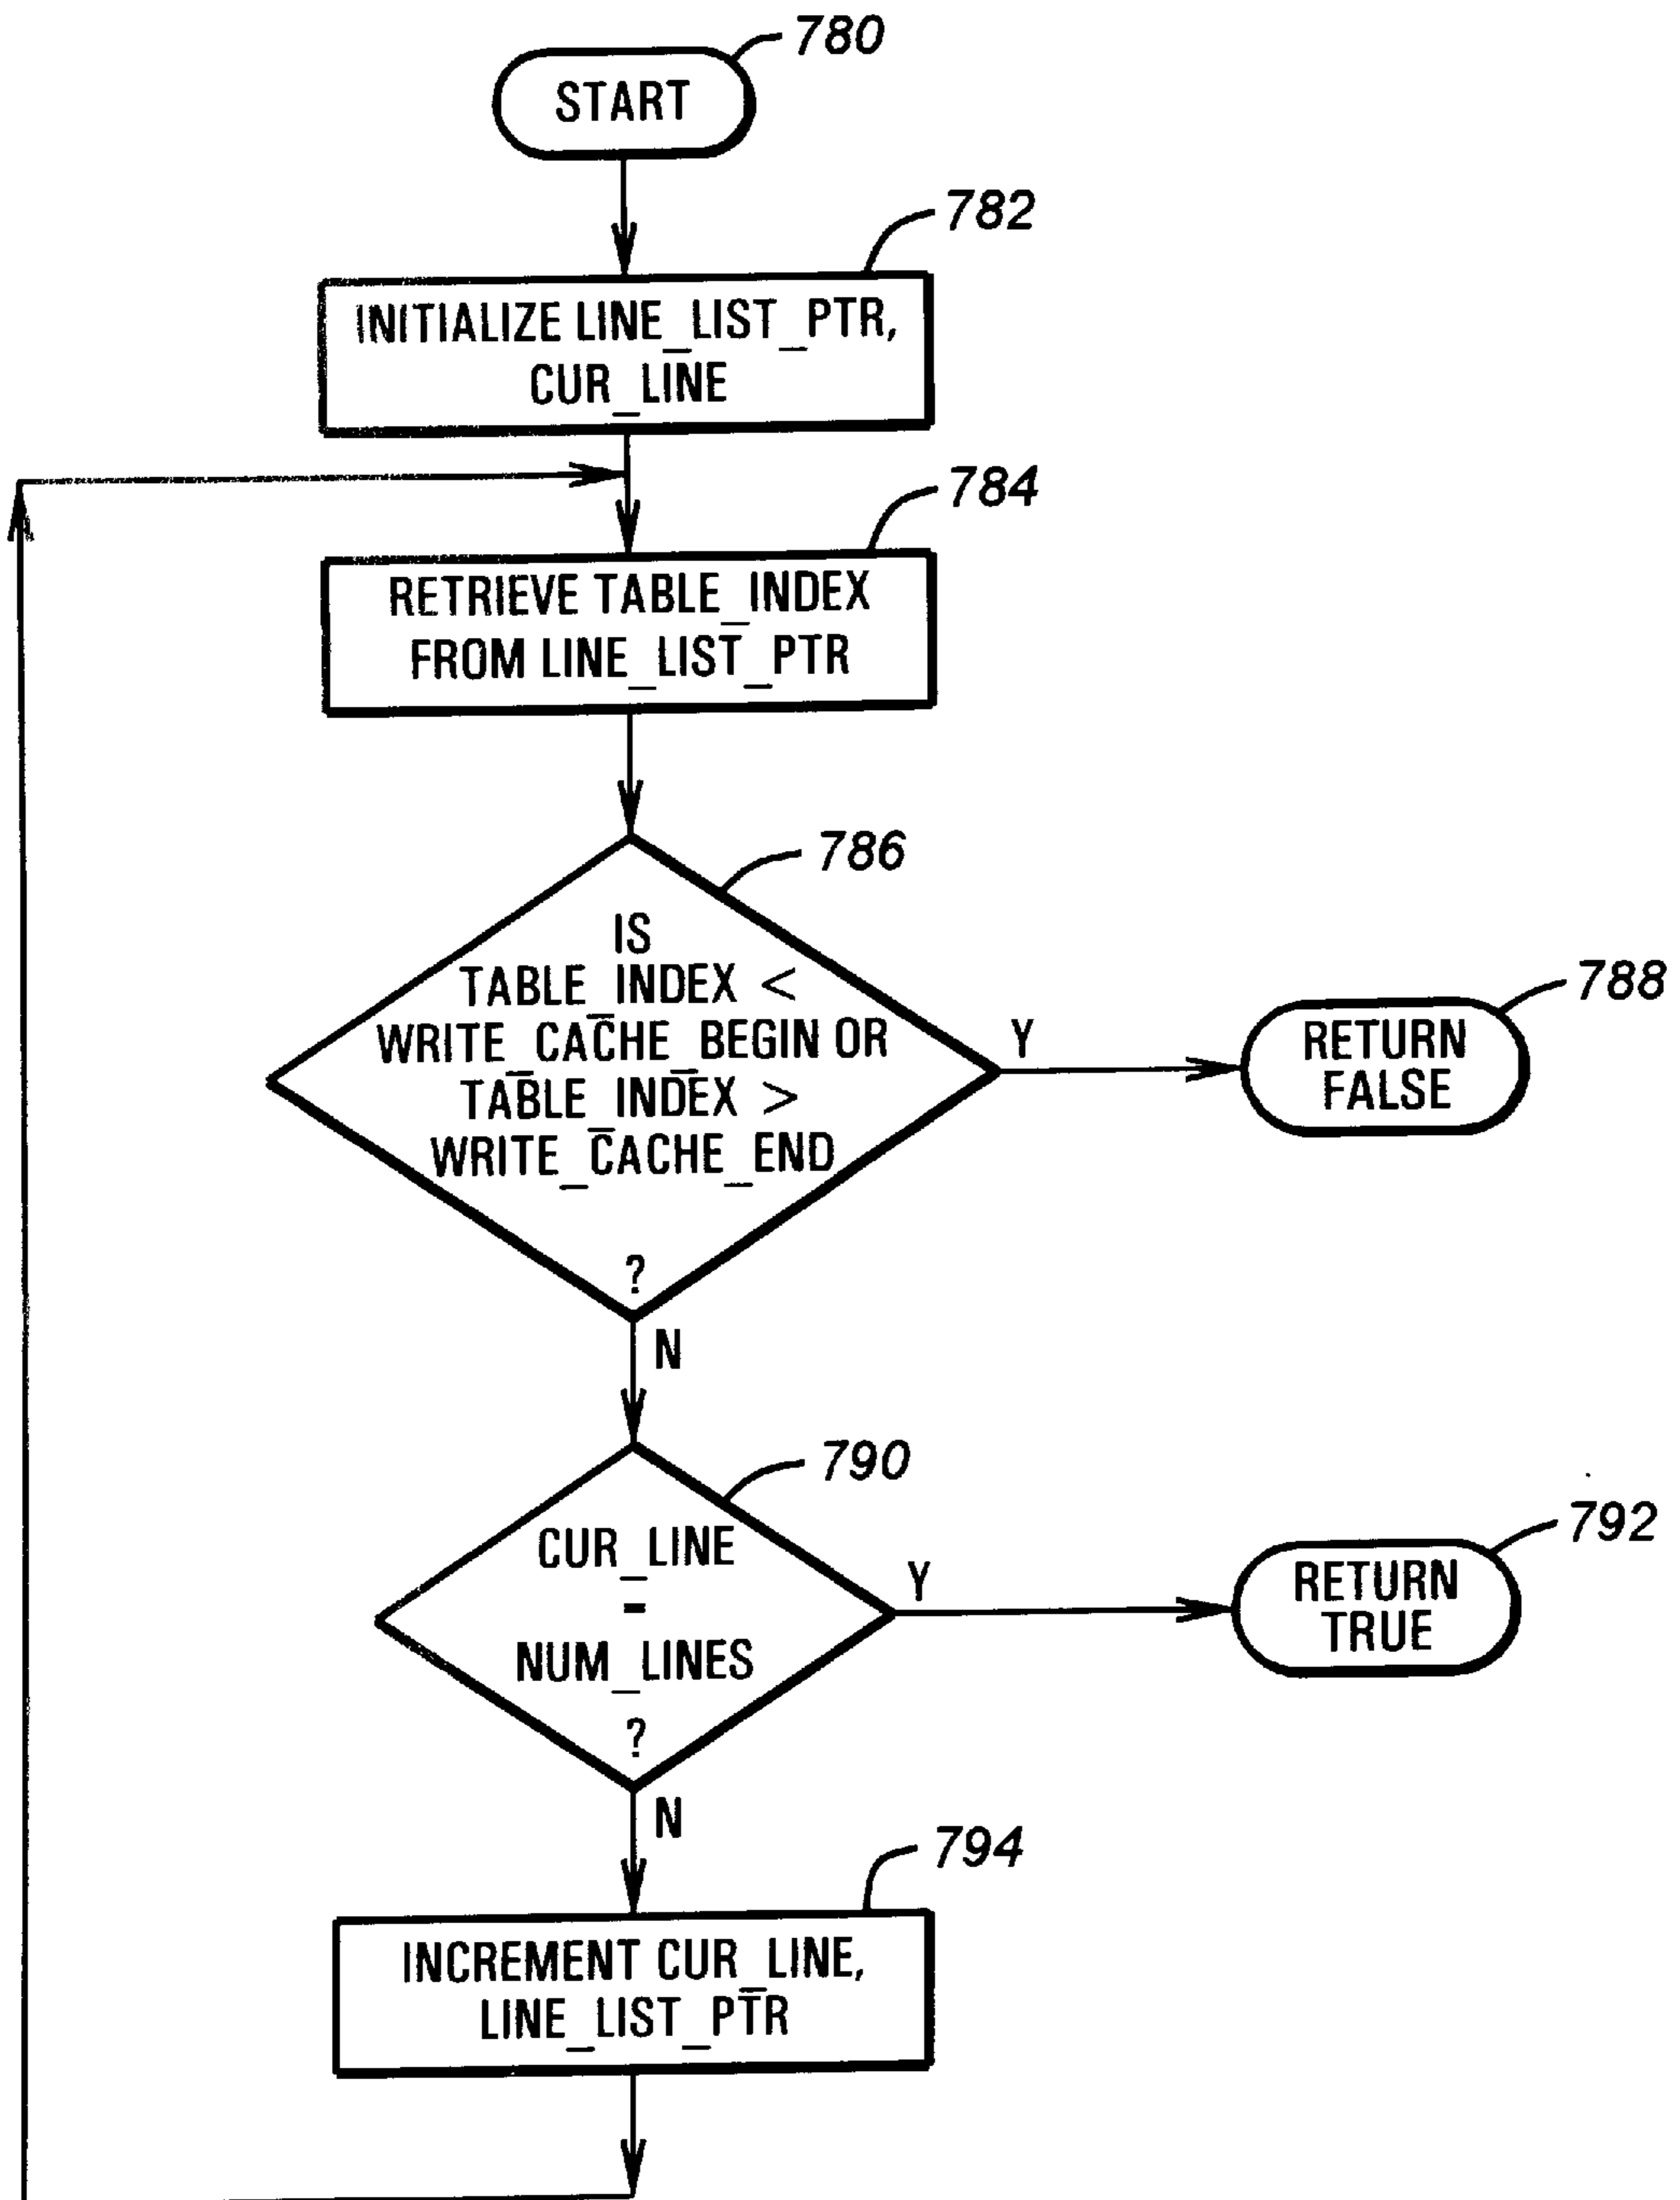 780
START
782
INITIALIZE LINE_LIST_PTR,
CUR_LINE
784
RETRIEVE TABLE_INDEX
FROM LINE_LIST_PTR
786
IS
TABLE_INDEX <
WRITE_CACHE_BEGIN OR
TABLE_INDEX >
WRITE_CACHE_END
?
Y
788
RETURN
FALSE
N
790
CUR_LINE
=
NUM_LINES
?
Y
792
RETURN
TRUE
N
794
INCREMENT CUR_LINE,
LINE_LIST_PTR